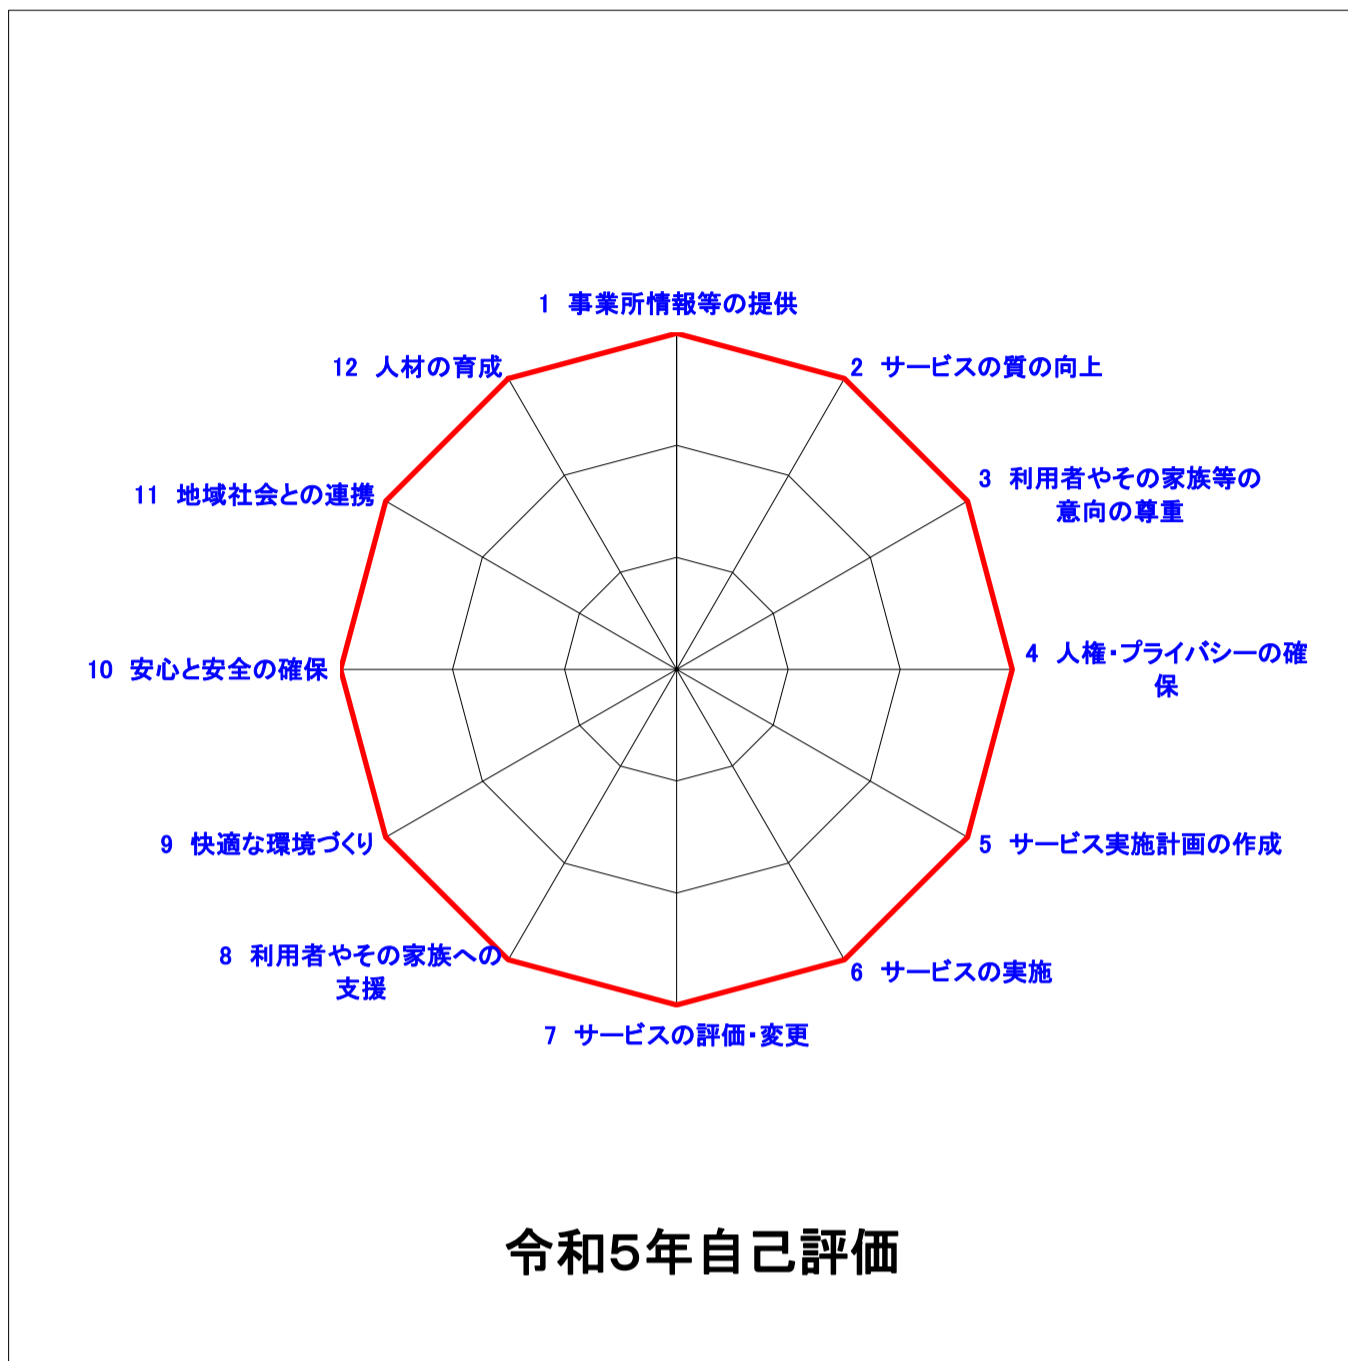 1 事業所情報等の提供
2 サービスの質の向上
3 利用者やその家族等の
意向の尊重
4 人権・プライバシーの確
保
5 サービス実施計画の作成
6 サービスの実施
7 サービスの評価・変更
8 利用者やその家族への
支援
9 快適な環境づくり
10 安心と安全の確保
11 地域社会との連携
12 人材の育成
令和5年自己評価